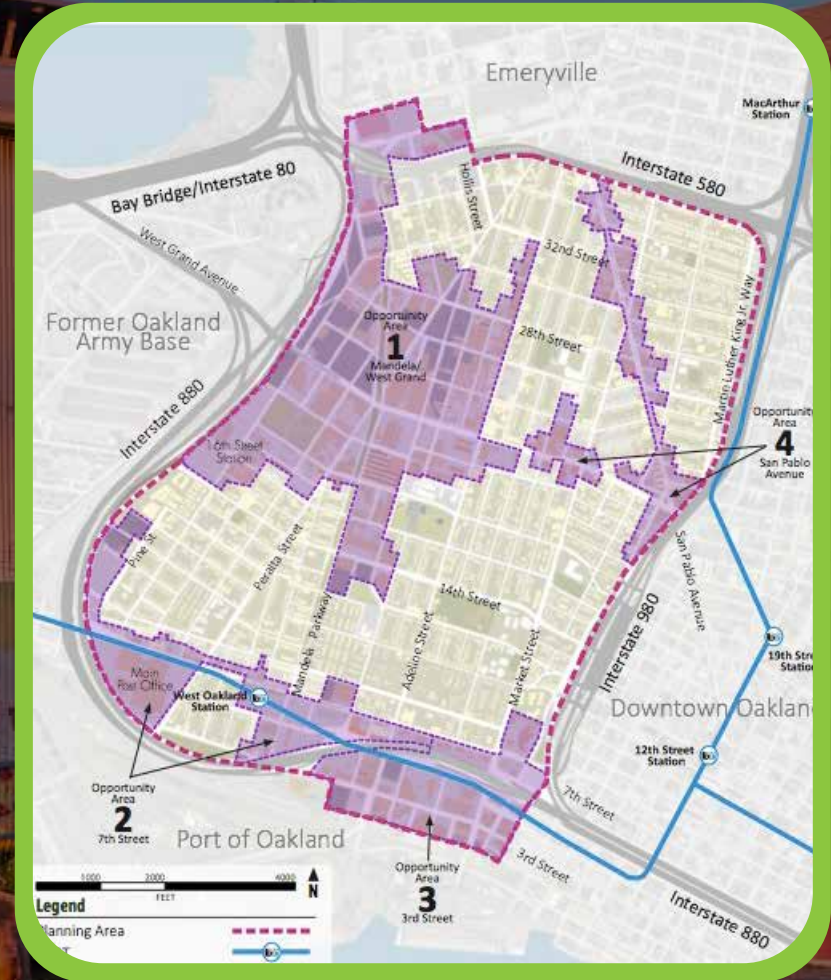 Emeryville
MacArthur
Station
Interstate 580
Bay Bridge/Interstate 80
Hollis Street
West Grand Avenue
32nd Street
Former Oakland
Army Base
Opportunity
Area
1
Mandela/
West Grand
28th Street
Martin Luther King Jr. Way
Interstate 880
Opportunity
Area
4
San Pablo
Avenue
16th Street
Station
Pine St
Peralta Street
Mandela Parkway
14th Street
Adeline Street
Market Street
San Pablo Avenue
Interstate 980
19th Stre
Station
Main
Post Office
West Oakland
Station
Downtown Oaklan
12th Street
Station
Opportunity
Area
2
7th Street
Port of Oakland
7th Street
3rd Street
Opportunity
Area
3
3rd Street
Interstate 880
1000 2000 4000
FEET
N
Legend
lanning Area